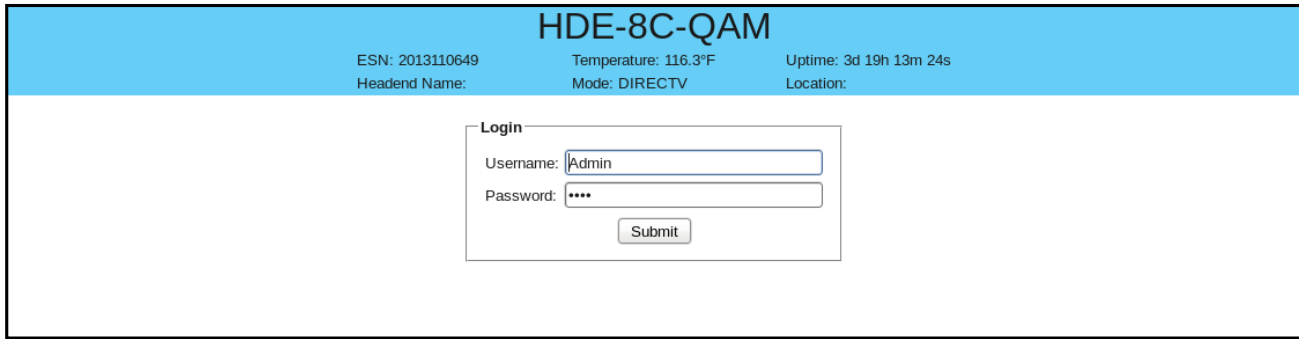 HDE-8C-QAM
ESN: 2013110649 Temperature: 116.3°F Uptime: 3d 19h 13m 24s
Headend Name: Mode: DIRECTV Location:
Login
Username: Admin
Password: ••••
Submit